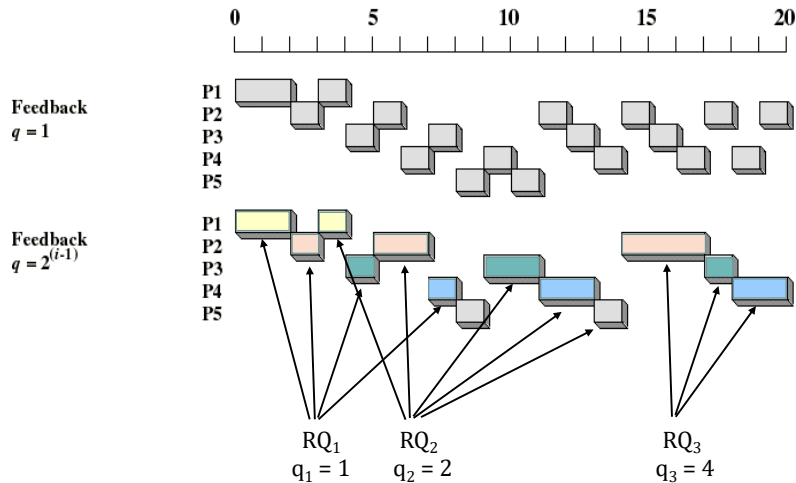 0 5 10 15 20
Feedback
q = 1
P1
P2
P3
P4
P5
Feedback
q = 2^(i-1)
P1
P2
P3
P4
P5
RQ₁ RQ₂ RQ₃
q₁ = 1 q₂ = 2 q₃ = 4